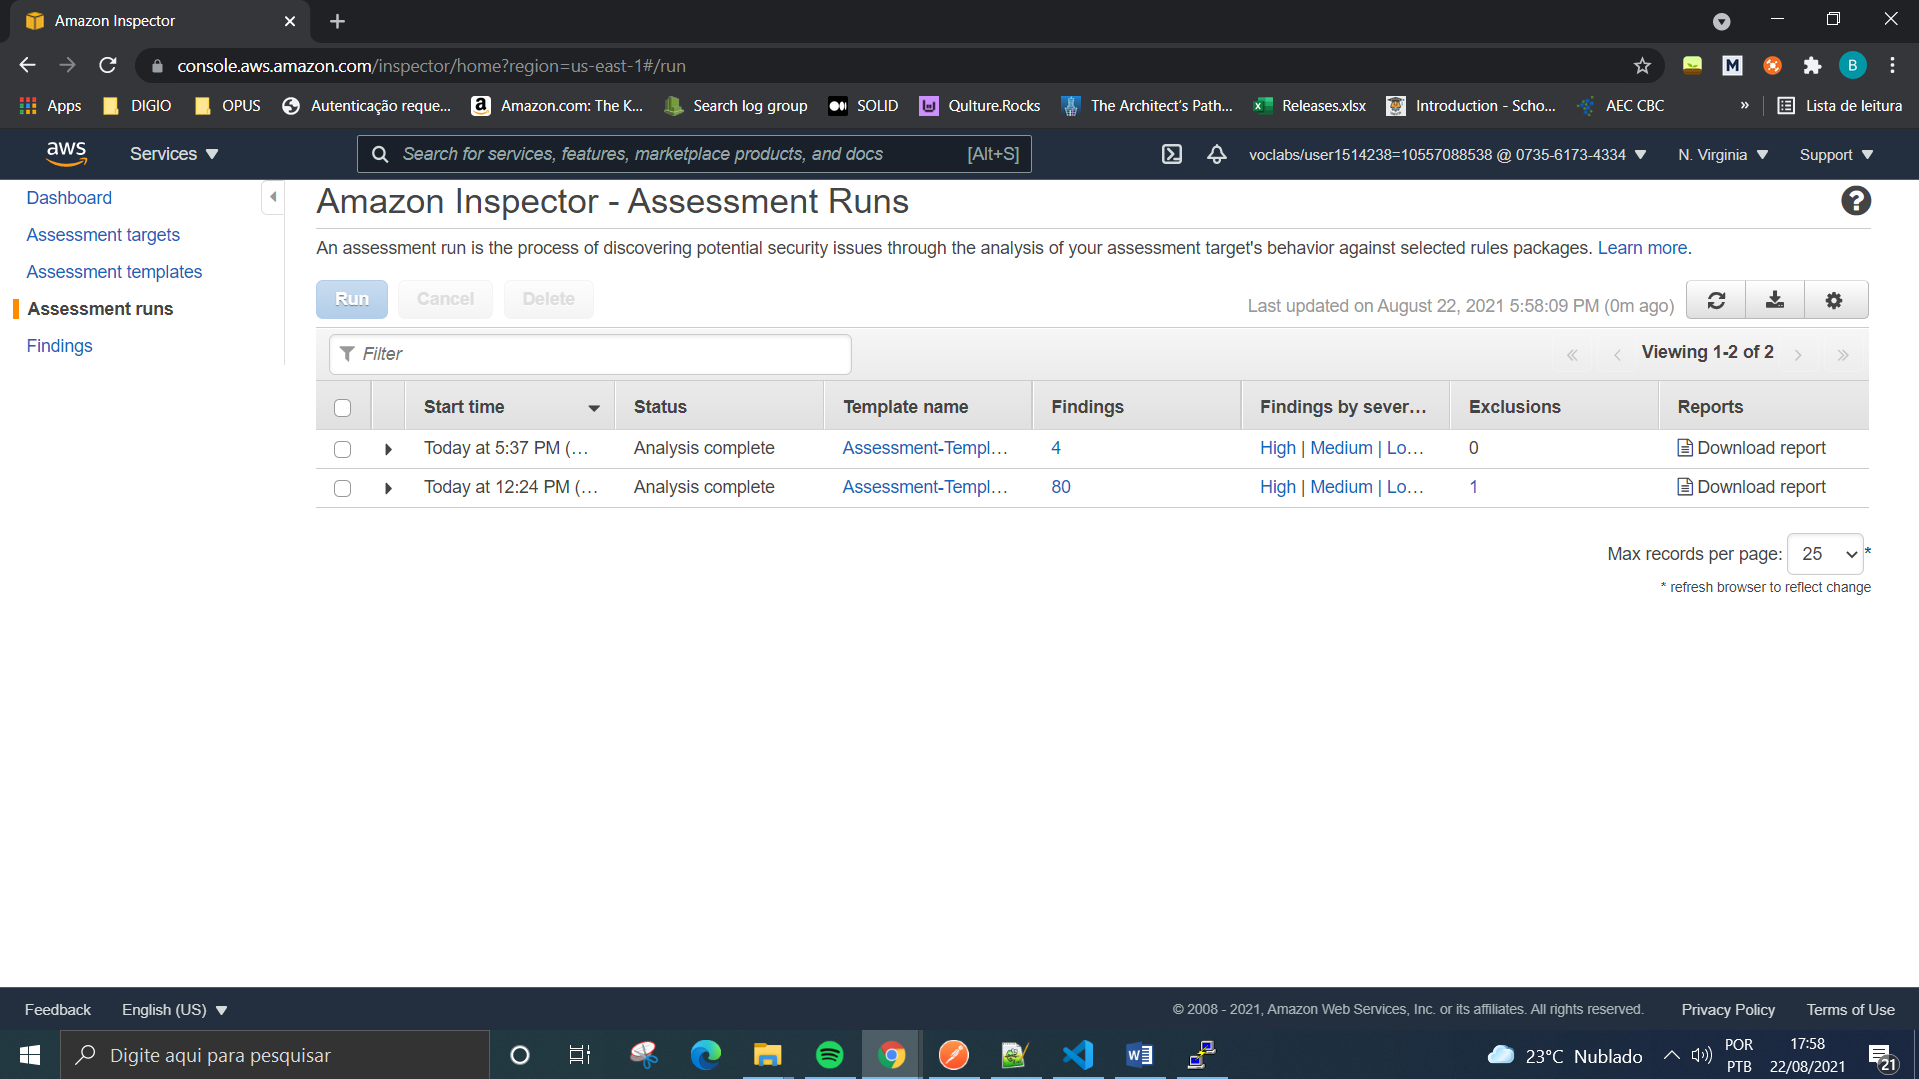 Amazon Inspector
console.aws.amazon.com/inspector/home?region=us-east-1#/run
M
B
Apps
DIGIO
OPUS
Autenticação reque...
Amazon.com: The K...
Search log group
SOLID
Qulture.Rocks
The Architect's Path...
Releases.xlsx
Introduction - Scho...
AEC CBC
»
Lista de leitura
aws
Services
Search for services, features, marketplace products, and docs
[Alt+S]
voclabs/user1514238=10557088538 @ 0735-6173-4334
N. Virginia
Support
Dashboard
Assessment targets
Assessment templates
Assessment runs
Findings
Amazon Inspector - Assessment Runs
An assessment run is the process of discovering potential security issues through the analysis of your assessment target's behavior against selected rules packages. Learn more.
Run
Cancel
Delete
Last updated on August 22, 2021 5:58:09 PM (0m ago)
Filter
« ‹ Viewing 1-2 of 2 › »
Start time
Status
Template name
Findings
Findings by sever...
Exclusions
Reports
Today at 5:37 PM (...
Analysis complete
Assessment-Templ...
4
High | Medium | Lo...
0
Download report
Today at 12:24 PM (...
Analysis complete
Assessment-Templ...
80
High | Medium | Lo...
1
Download report
Max records per page: 25 *
* refresh browser to reflect change
Feedback
English (US)
© 2008 - 2021, Amazon Web Services, Inc. or its affiliates. All rights reserved.
Privacy Policy
Terms of Use
Digite aqui para pesquisar
23°C Nublado
POR
PTB
17:58
22/08/2021
21